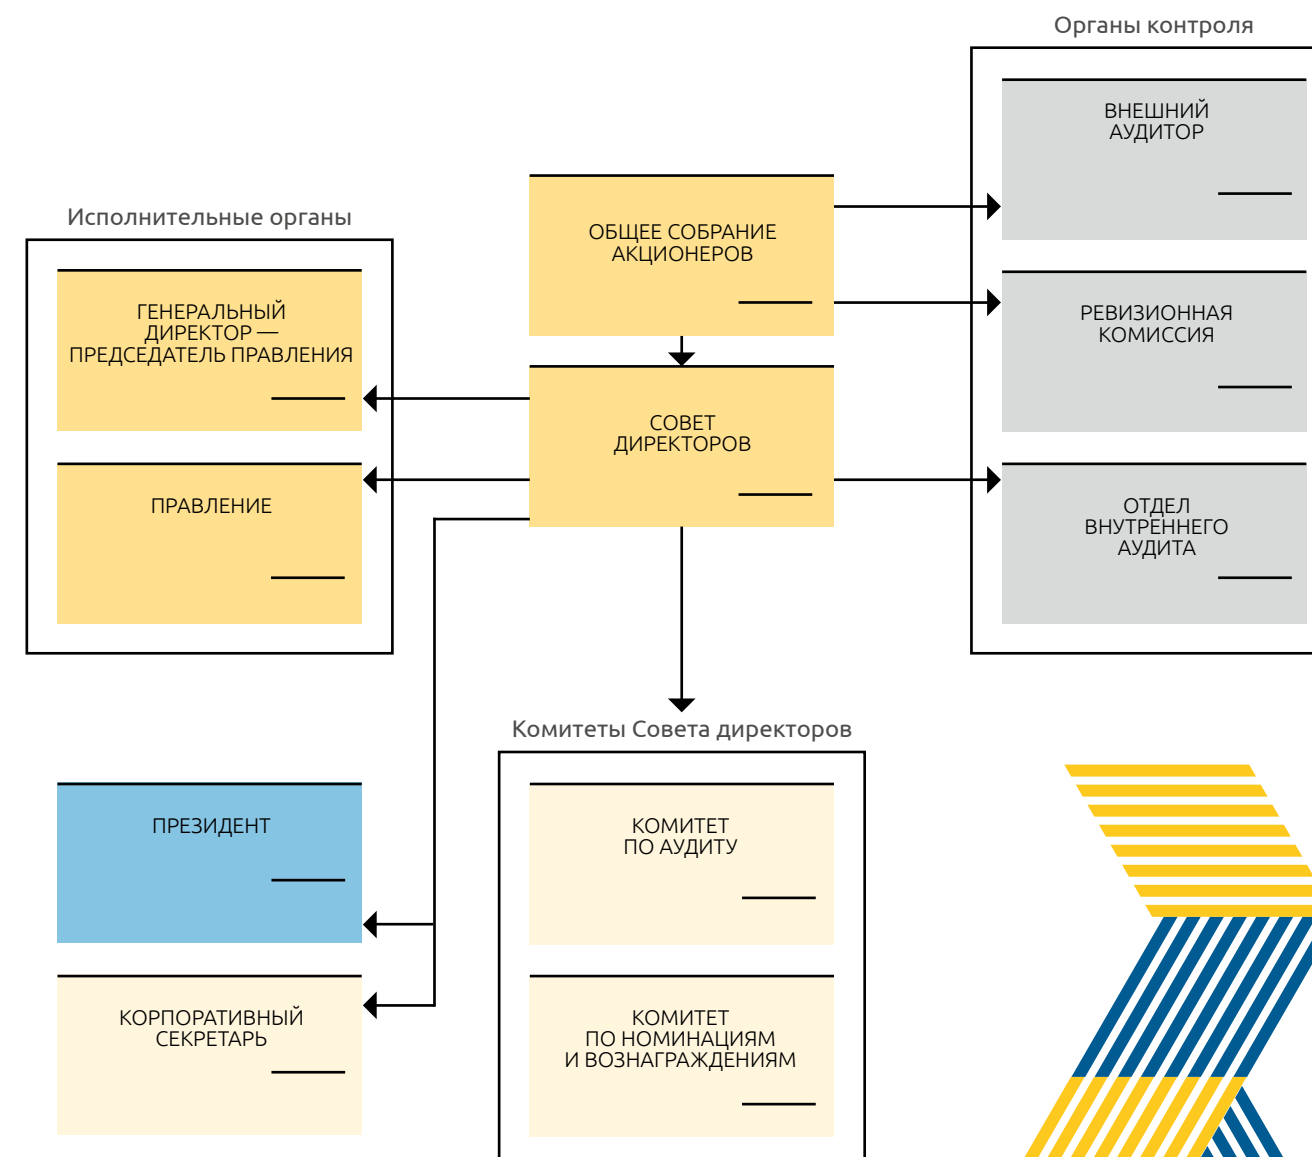 Органы контроля
ВНЕШНИЙ
АУДИТОР
ОБЩЕЕ СОБРАНИЕ
АКЦИОНЕРОВ
РЕВИЗИОННАЯ
КОМИССИЯ
Исполнительные органы
ГЕНЕРАЛЬНЫЙ
ДИРЕКТОР —
ПРЕДСЕДАТЕЛЬ ПРАВЛЕНИЯ
СОВЕТ
ДИРЕКТОРОВ
ПРАВЛЕНИЕ
ОТДЕЛ
ВНУТРЕННЕГО
АУДИТА
Комитеты Совета директоров
ПРЕЗИДЕНТ
КОМИТЕТ
ПО АУДИТУ
КОРПОРАТИВНЫЙ
СЕКРЕТАРЬ
КОМИТЕТ
ПО НОМИНАЦИЯМ
И ВОЗНАГРАЖДЕНИЯМ